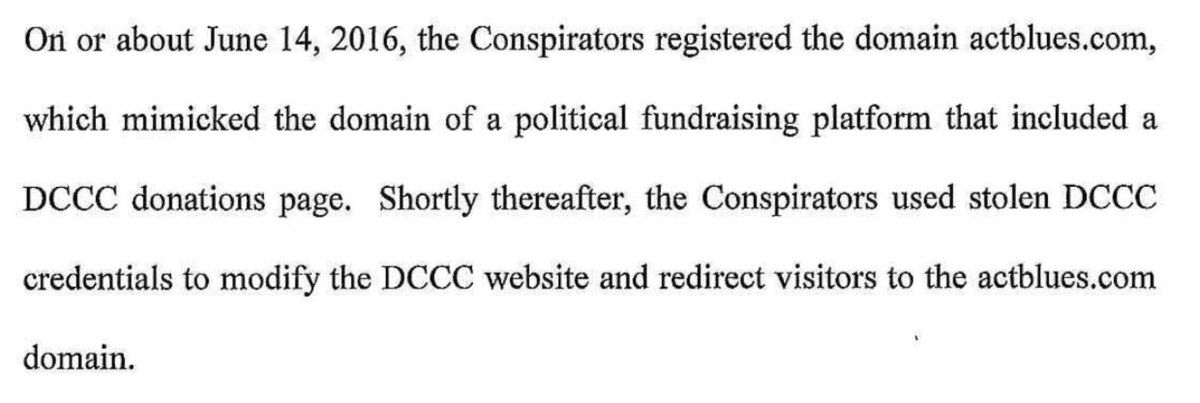 On or about June 14, 2016, the Conspirators registered the domain actblues.com,
which mimicked the domain of a political fundraising platform that included a
DCCC donations page. Shortly thereafter, the Conspirators used stolen DCCC
credentials to modify the DCCC website and redirect visitors to the actblues.com
domain.